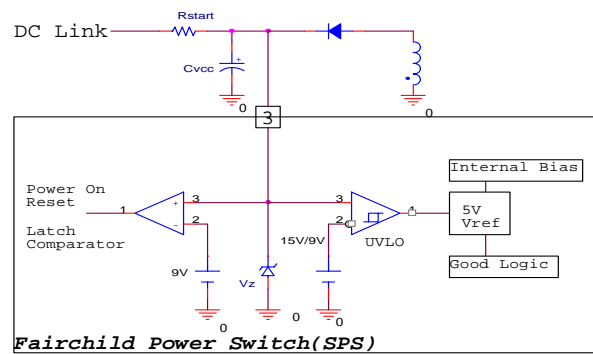 Rstart
DC Link
+
Cvcc
0
0
3
Internal Bias
Power On
Reset
1
3
+
-
2
3
2
1
5V
Vref
Latch
Comparator
15V/9V
UVLO
9V
Vz
Good Logic
0
0
0
Fairchild Power Switch(SPS)